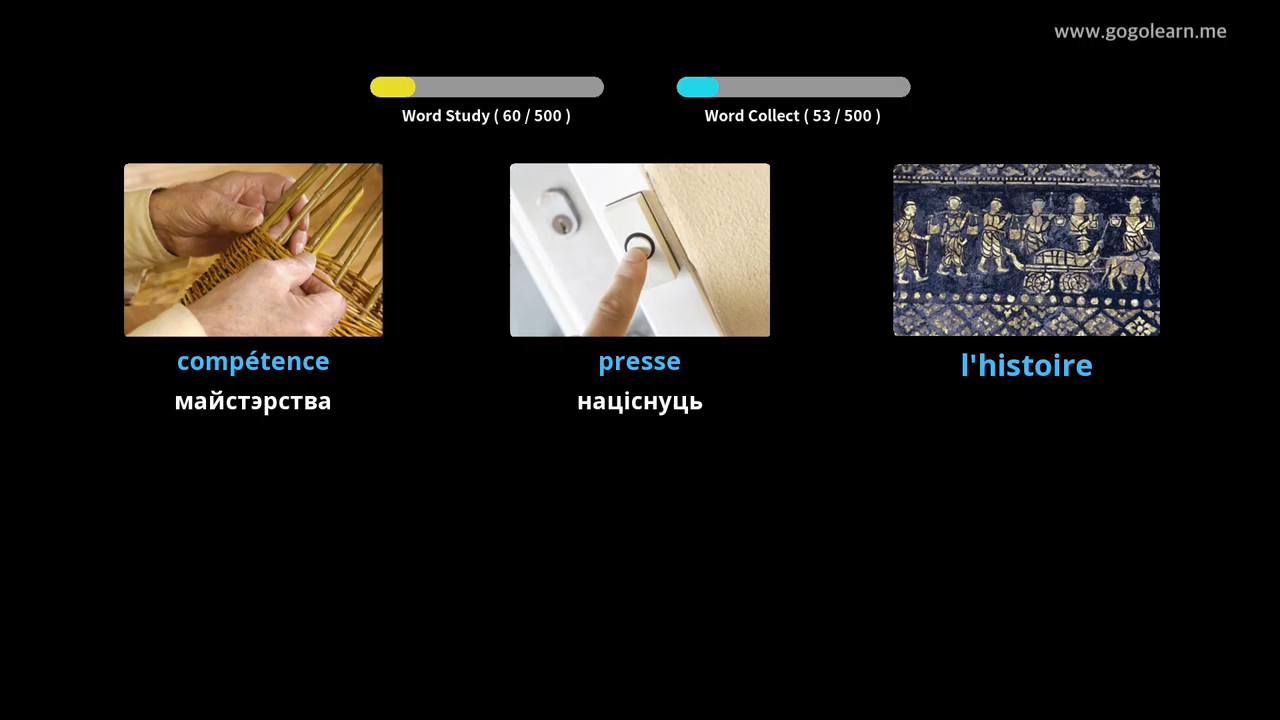 www.gogolearn.me
Word Study ( 60 / 500 )
Word Collect ( 53 / 500 )
compétence
майстэрства
presse
націснуць
l'histoire